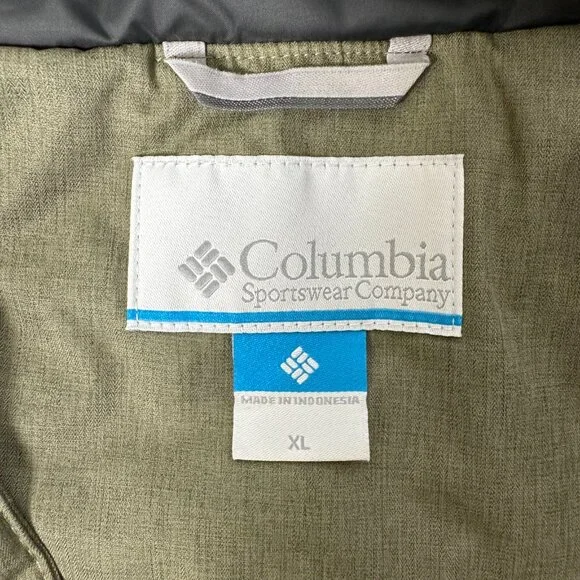 Columbia
Sportswear Company
MADE IN INDONESIA
XL